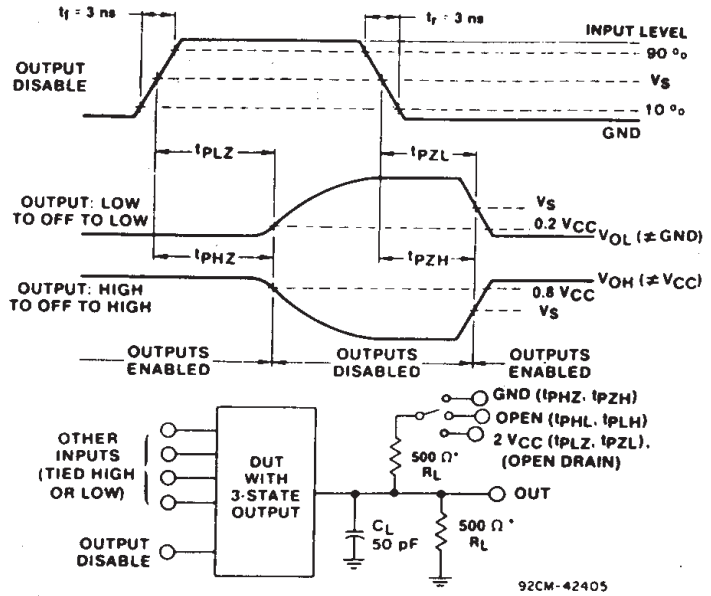 tf = 3 ns
tr = 3 ns
INPUT LEVEL
90 %
OUTPUT
DISABLE
VS
10 %
GND
tPLZ
tPZL
OUTPUT: LOW
TO OFF TO LOW
VS
0.2 VCC
VOL (≠ GND)
tPHZ
tPZH
OUTPUT: HIGH
TO OFF TO HIGH
VOH (≠ VCC)
0.8 VCC
VS
OUTPUTS
ENABLED
OUTPUTS
DISABLED
OUTPUTS
ENABLED
GND (tPHZ, tPZH)
OPEN (tPHL, tPLH)
2 VCC (tPLZ, tPZL),
(OPEN DRAIN)
OTHER
INPUTS
(TIED HIGH
OR LOW)
DUT
WITH
3-STATE
OUTPUT
500 Ω*
RL
OUT
OUTPUT
DISABLE
CL
50 pF
500 Ω*
RL
92CM-42405